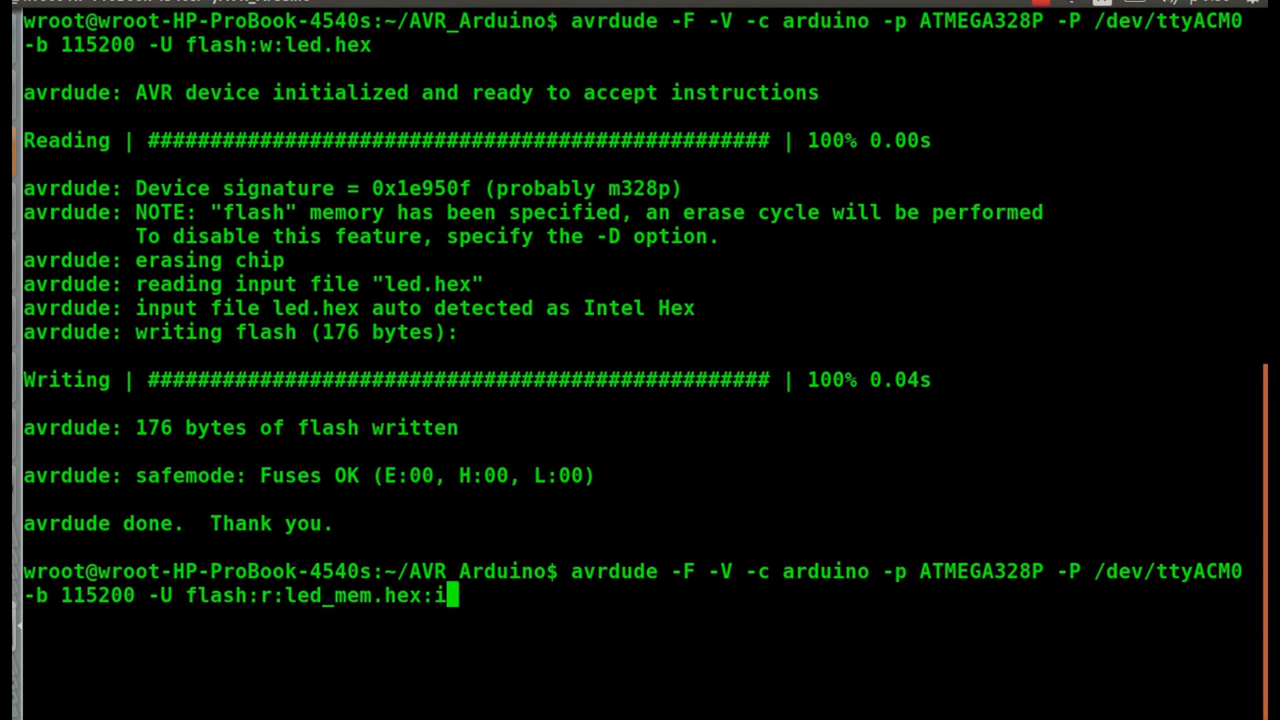 wroot@wroot-HP-ProBook-4540s:~/AVR_Arduino$ avrdude -F -V -c arduino -p ATMEGA328P -P /dev/ttyACM0
-b 115200 -U flash:w:led.hex
avrdude: AVR device initialized and ready to accept instructions
Reading | ################################################## | 100% 0.00s
avrdude: Device signature = 0x1e950f (probably m328p)
avrdude: NOTE: "flash" memory has been specified, an erase cycle will be performed
To disable this feature, specify the -D option.
avrdude: erasing chip
avrdude: reading input file "led.hex"
avrdude: input file led.hex auto detected as Intel Hex
avrdude: writing flash (176 bytes):
Writing | ################################################## | 100% 0.04s
avrdude: 176 bytes of flash written
avrdude: safemode: Fuses OK (E:00, H:00, L:00)
avrdude done.  Thank you.
wroot@wroot-HP-ProBook-4540s:~/AVR_Arduino$ avrdude -F -V -c arduino -p ATMEGA328P -P /dev/ttyACM0
-b 115200 -U flash:r:led_mem.hex:i